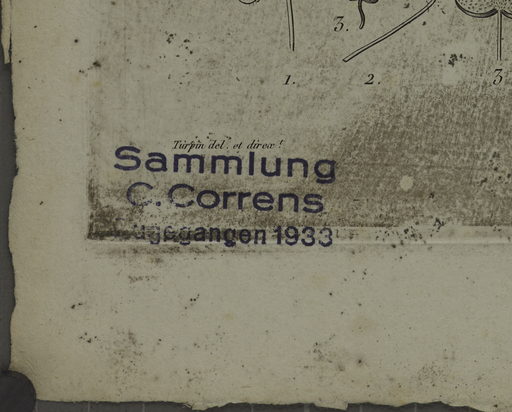 3.
1.
2.
3
Turpin del. et direx.t
Sammlung
C. Correns
gegangen 1933